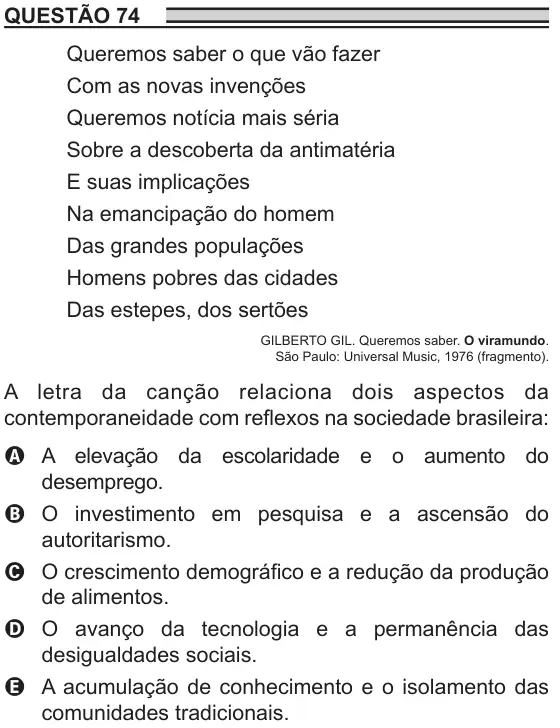 QUESTÃO 74
Queremos saber o que vão fazer
Com as novas invenções
Queremos notícia mais séria
Sobre a descoberta da antimatéria
E suas implicações
Na emancipação do homem
Das grandes populações
Homens pobres das cidades
Das estepes, dos sertões
GILBERTO GIL. Queremos saber. O viramundo.
São Paulo: Universal Music, 1976 (fragmento).
A letra da canção relaciona dois aspectos da
contemporaneidade com reflexos na sociedade brasileira:
A A elevação da escolaridade e o aumento do
desemprego.
B O investimento em pesquisa e a ascensão do
autoritarismo.
C O crescimento demográfico e a redução da produção
de alimentos.
D O avanço da tecnologia e a permanência das
desigualdades sociais.
E A acumulação de conhecimento e o isolamento das
comunidades tradicionais.